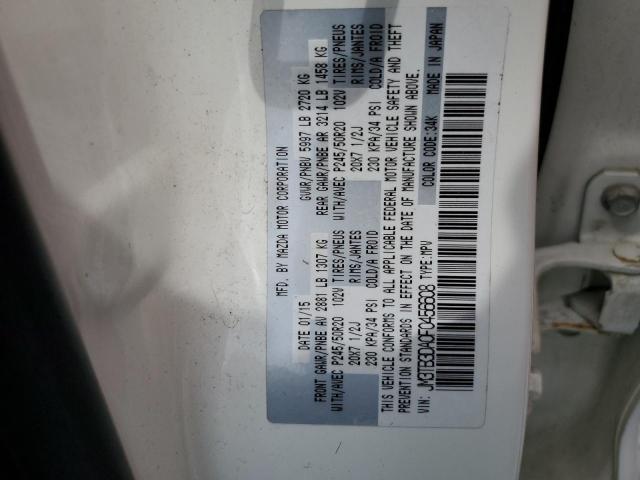 MFD. BY MAZDA MOTOR CORPORATION
DATE 01/15 GVWR/PNBV 5997 LB 2720 KG
FRONT GAWR/PNBE AV 2881 LB 1307 KG REAR GAWR/PNBE AR 3214 LB 1458 KG
WITH/AVEC P245/50R20 102V TIRES/PNEUS WITH/AVEC P245/50R20 102V TIRES/PNEUS
20X7 1/2J RIMS/JANTES 20X7 1/2J RIMS/JANTES
230 KPA/34 PSI COLD/A FROID 230 KPA/34 PSI COLD/A FROID
THIS VEHICLE CONFORMS TO ALL APPLICABLE FEDERAL MOTOR VEHICLE SAFETY AND THEFT
PREVENTION STANDARDS IN EFFECT ON THE DATE OF MANUFACTURE SHOWN ABOVE.
VIN: JM3TB3DA0FC456608 TYPE:MPV COLOR CODE:34K MADE IN JAPAN